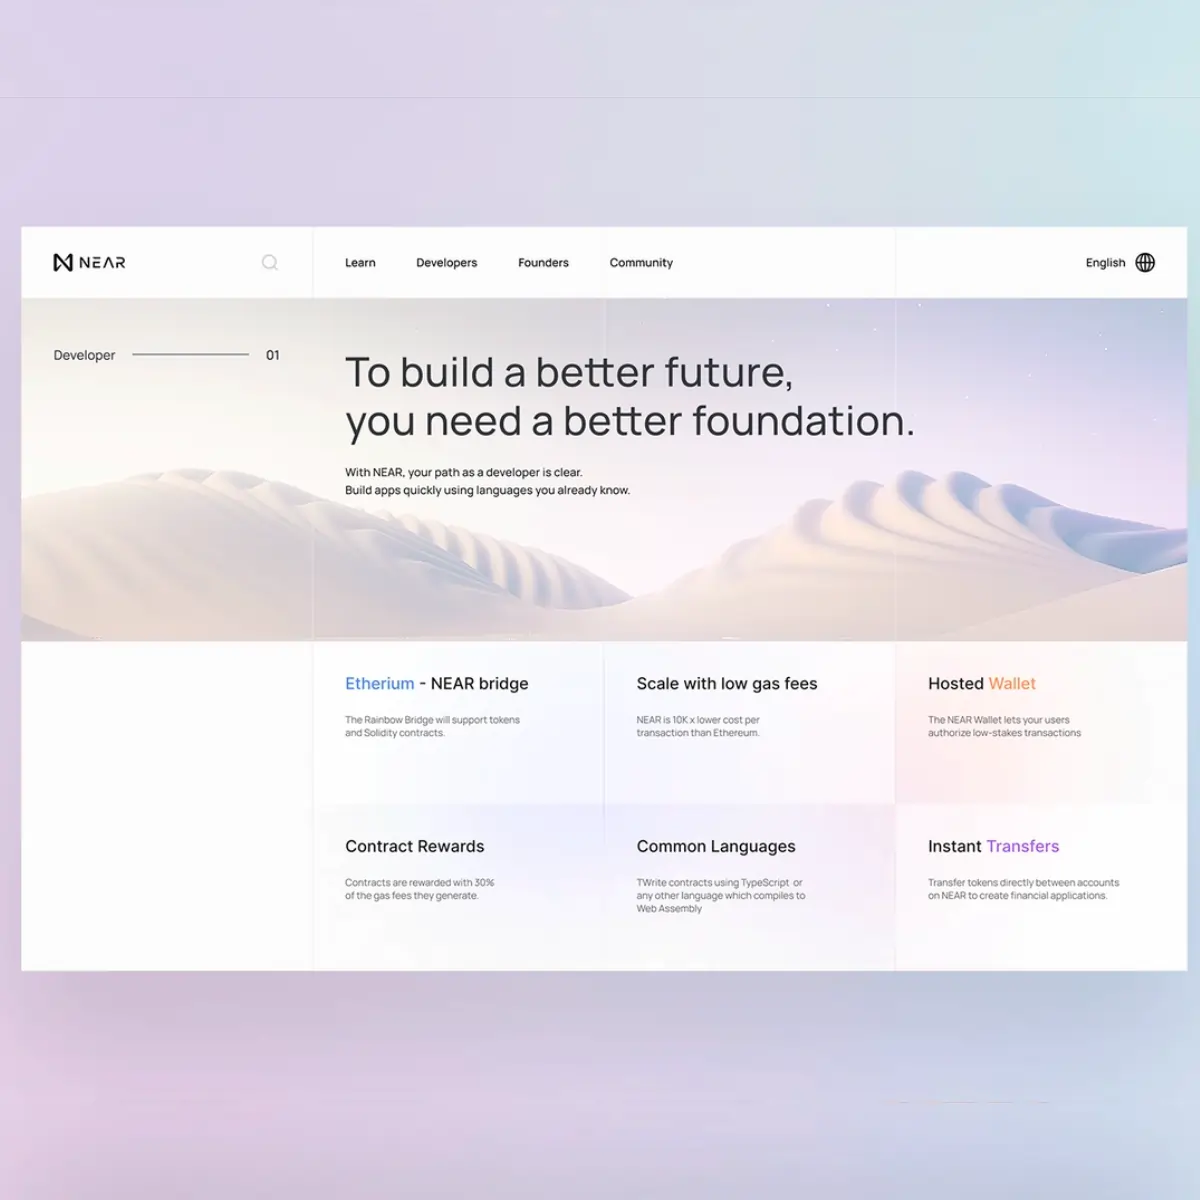 NEAR
Learn
Developers
Founders
Community
English
Developer
01
To build a better future,
you need a better foundation.
With NEAR, your path as a developer is clear.
Build apps quickly using languages you already know.
Etherium - NEAR bridge
The Rainbow Bridge will support tokens
and Solidity contracts.
Scale with low gas fees
NEAR is 10K x lower cost per
transaction than Ethereum.
Hosted Wallet
The NEAR Wallet lets your users
authorize low-stakes transactions
Contract Rewards
Contracts are rewarded with 30%
of the gas fees they generate.
Common Languages
TWrite contracts using TypeScript or
any other language which compiles to
Web Assembly
Instant Transfers
Transfer tokens directly between accounts
on NEAR to create financial applications.